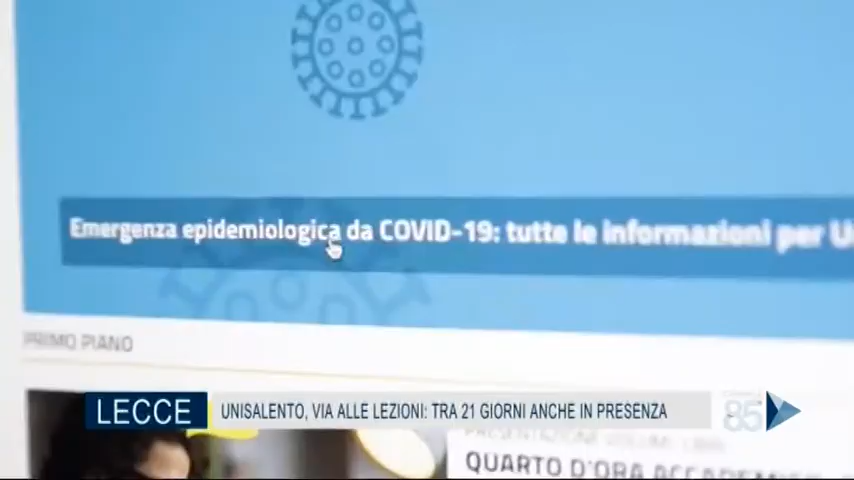 Emergenza epidemiologica da COVID-19: tutte le informazioni per U
PRIMO PIANO
LECCE UNISALENTO, VIA ALLE LEZIONI: TRA 21 GIORNI ANCHE IN PRESENZA 85
QUARTO D'ORA